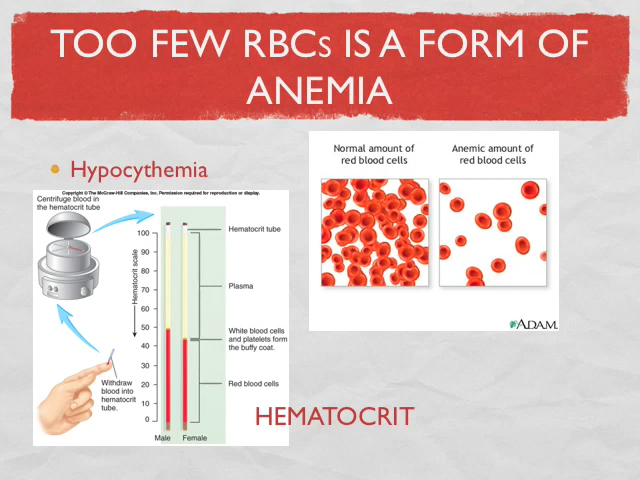 TOO FEW RBCs IS A FORM OF
ANEMIA
Hypocythemia
Copyright © The McGraw-Hill Companies, Inc. Permission required for reproduction or display.
Centrifuge blood in
the hematocrit tube
Hematocrit scale
100
90
80
70
60
50
40
30
20
10
0
Male Female
Hematocrit tube
Plasma
White blood cells
and platelets form
the buffy coat.
Red blood cells
Withdraw
blood into
hematocrit
tube.
Normal amount of
red blood cells
Anemic amount of
red blood cells
ADAM.
HEMATOCRIT